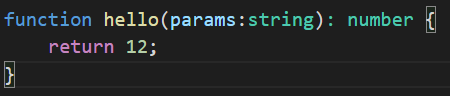 function hello(params:string): number {
    return 12;
}